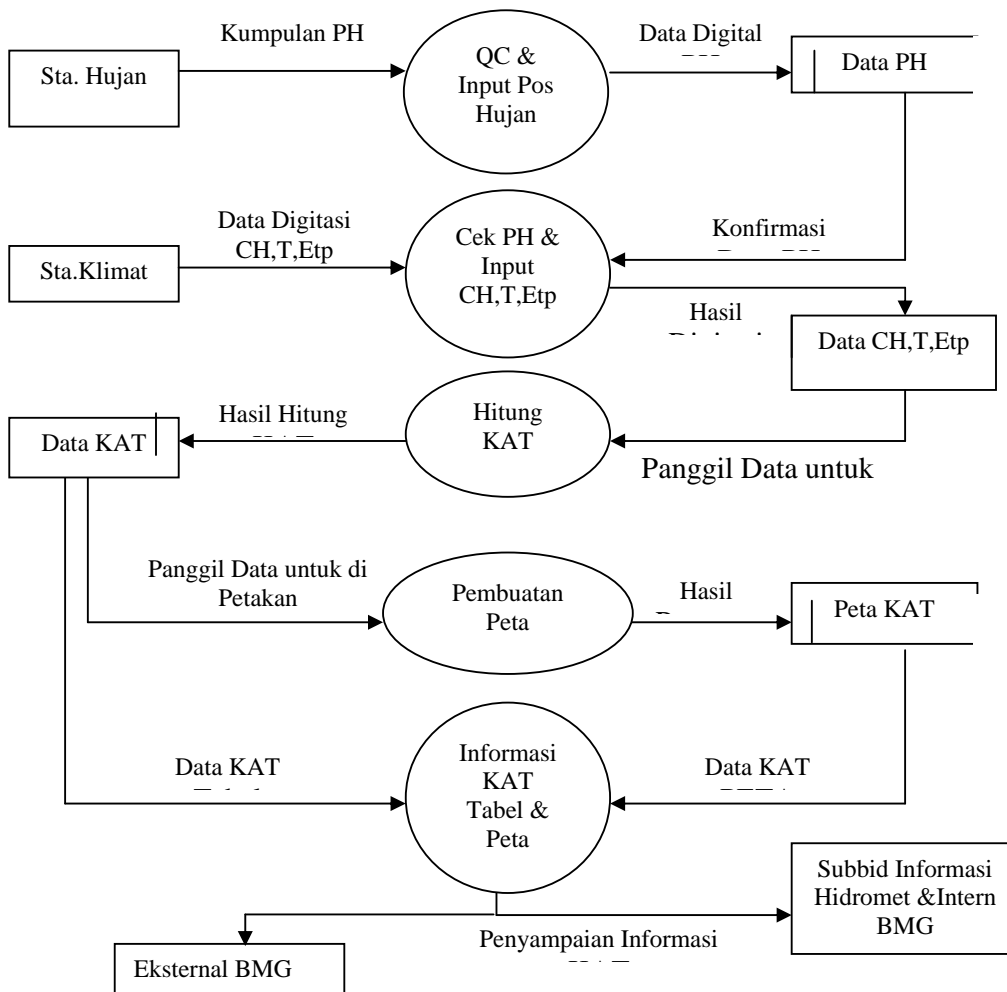 Kumpulan PH
Data Digital
Sta. Hujan
QC &
Input Pos
Hujan
Data PH
Data Digitasi
CH,T,Etp
Sta.Klimat
Cek PH &
Input
CH,T,Etp
Konfirmasi
Hasil
Data CH,T,Etp
Hasil Hitung
Data KAT
Hitung
KAT
Panggil Data untuk
Panggil Data untuk di
Petakan
Pembuatan
Peta
Hasil
Peta KAT
Data KAT
Informasi
KAT
Tabel &
Peta
Data KAT
Subbid Informasi
Hidromet &Intern
BMG
Penyampaian Informasi
Eksternal BMG